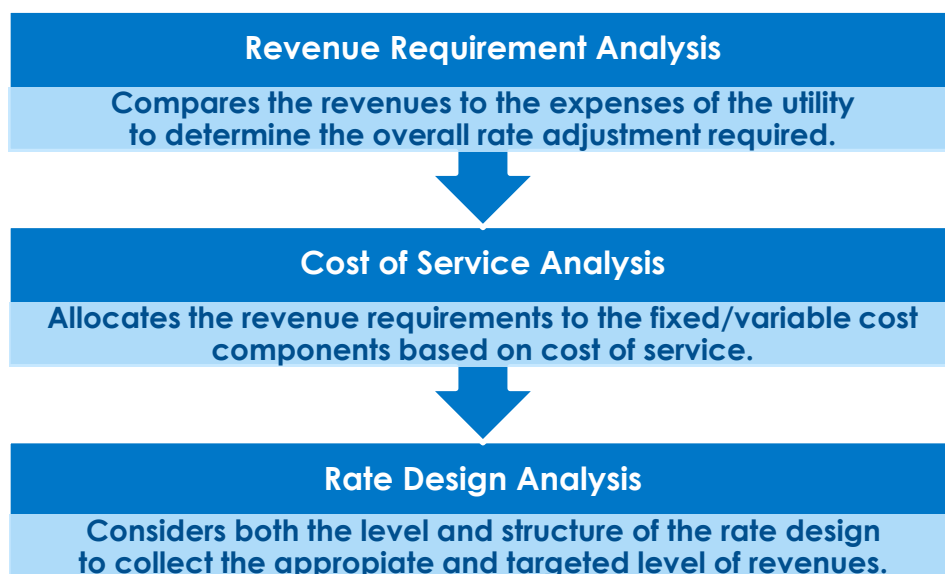 Revenue Requirement Analysis
Compares the revenues to the expenses of the utility
to determine the overall rate adjustment required.
Cost of Service Analysis
Allocates the revenue requirements to the fixed/variable cost
components based on cost of service.
Rate Design Analysis
Considers both the level and structure of the rate design
to collect the appropiate and targeted level of revenues.